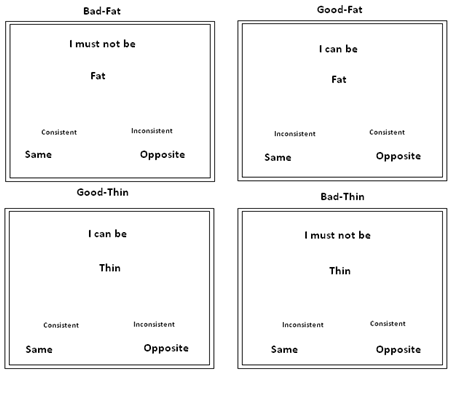 Bad-Fat
I must not be
Fat
Consistent Inconsistent
Same Opposite
Good-Fat
I can be
Fat
Inconsistent Consistent
Same Opposite
Good-Thin
I can be
Thin
Consistent Inconsistent
Same Opposite
Bad-Thin
I must not be
Thin
Inconsistent Consistent
Same Opposite